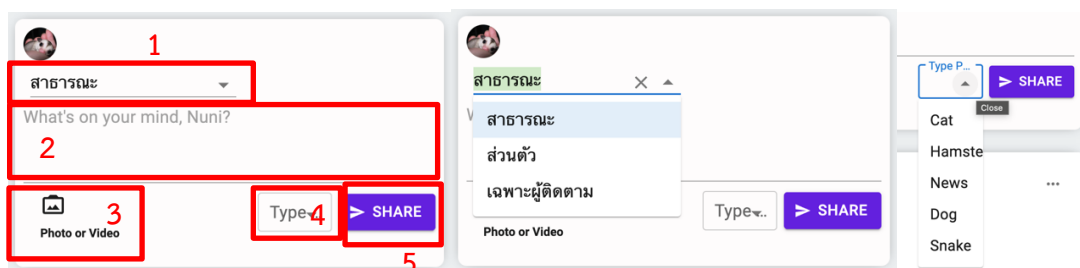 1
สาธารณะ
What's on your mind, Nuni?
2
3
Photo or Video
Type
4
SHARE
5
สาธารณะ
W
สาธารณะ
ส่วนตัว
เฉพาะผู้ติดตาม
Photo or Video
Type...
SHARE
Type P...
SHARE
Close
Cat
Hamste
News
Dog
Snake